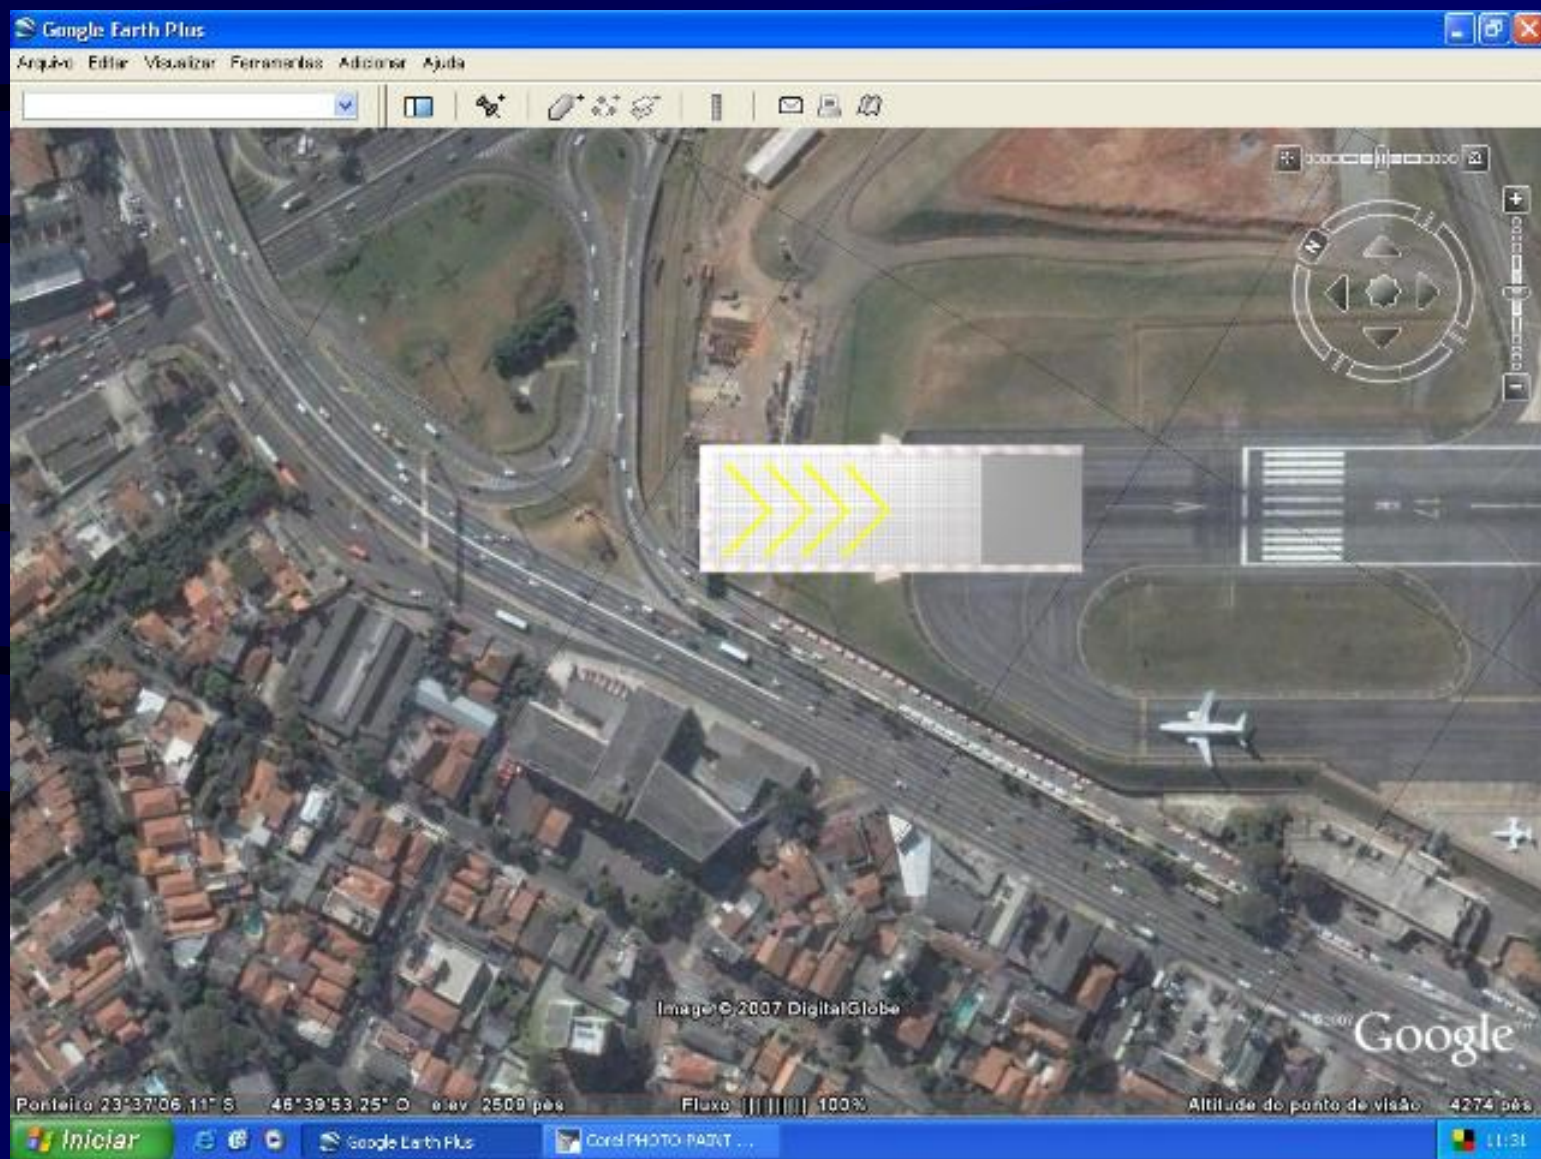 Google Earth Plus
Arquivo Editar Visualizar Ferramentas Adicionar Ajuda
N
Image © 2007 DigitalGlobe
Google
Ponteiro 23°37'06.11" S 46°39'53.25" O elev 2509 pés Fluxo 100% Altitude do ponto de visão 4274 pés
Iniciar Google Earth Plus Corel PHOTO-PAINT ... 11:31